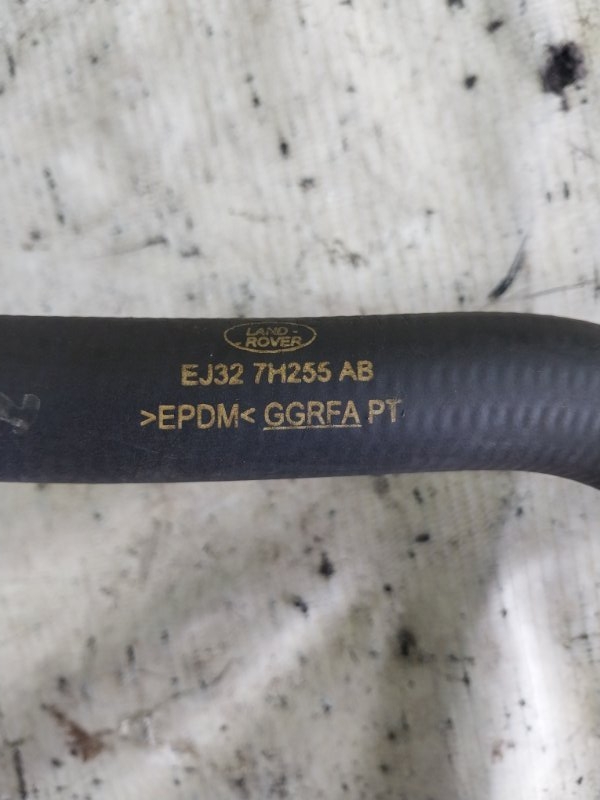 LAND-
-ROVER
EJ32 7H255 AB
>EPDM< GGRFA PT